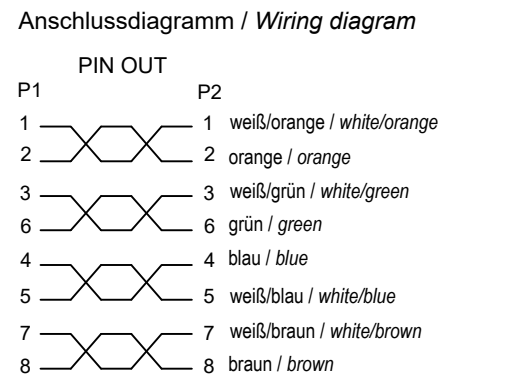 Anschlussdiagramm / Wiring diagram
PIN OUT
P1 P2
1 1 weiß/orange / white/orange
2 2 orange / orange
3 3 weiß/grün / white/green
6 6 grün / green
4 4 blau / blue
5 5 weiß/blau / white/blue
7 7 weiß/braun / white/brown
8 8 braun / brown